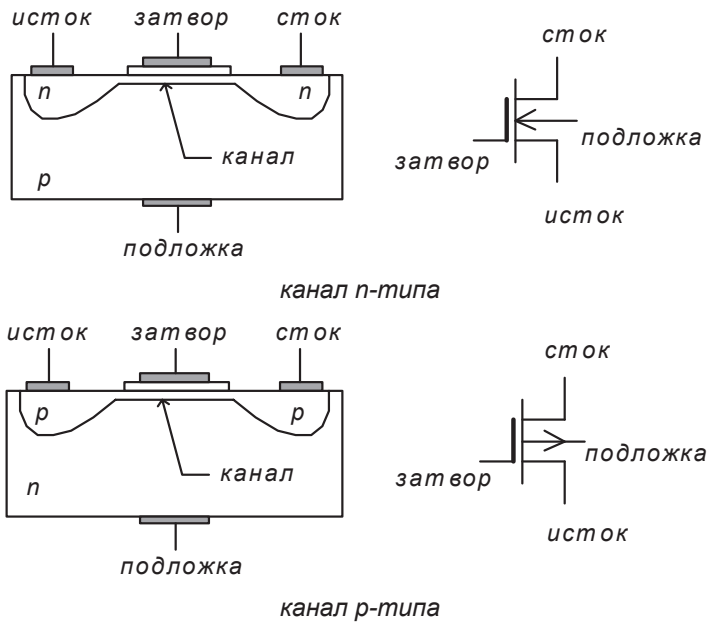 исток затвор сток
n n
канал
p
подложка
сток
подложка
затвор
исток
канал n-типа
исток затвор сток
p p
канал
n
подложка
сток
подложка
затвор
исток
канал p-типа